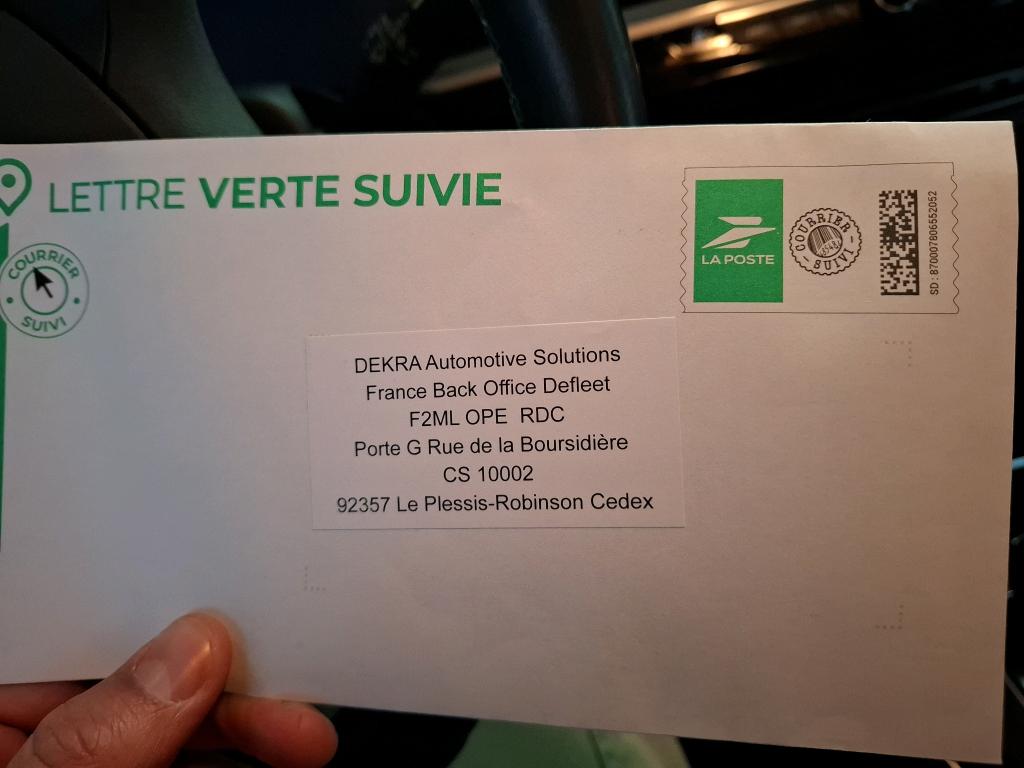 LETTRE VERTE SUIVIE
COURRIER
SUIVI
LA POSTE
COURRIER
SUIVI
SD : 870007806552052
DEKRA Automotive Solutions
France Back Office Defleet
F2ML OPE RDC
Porte G Rue de la Boursidière
CS 10002
92357 Le Plessis-Robinson Cedex